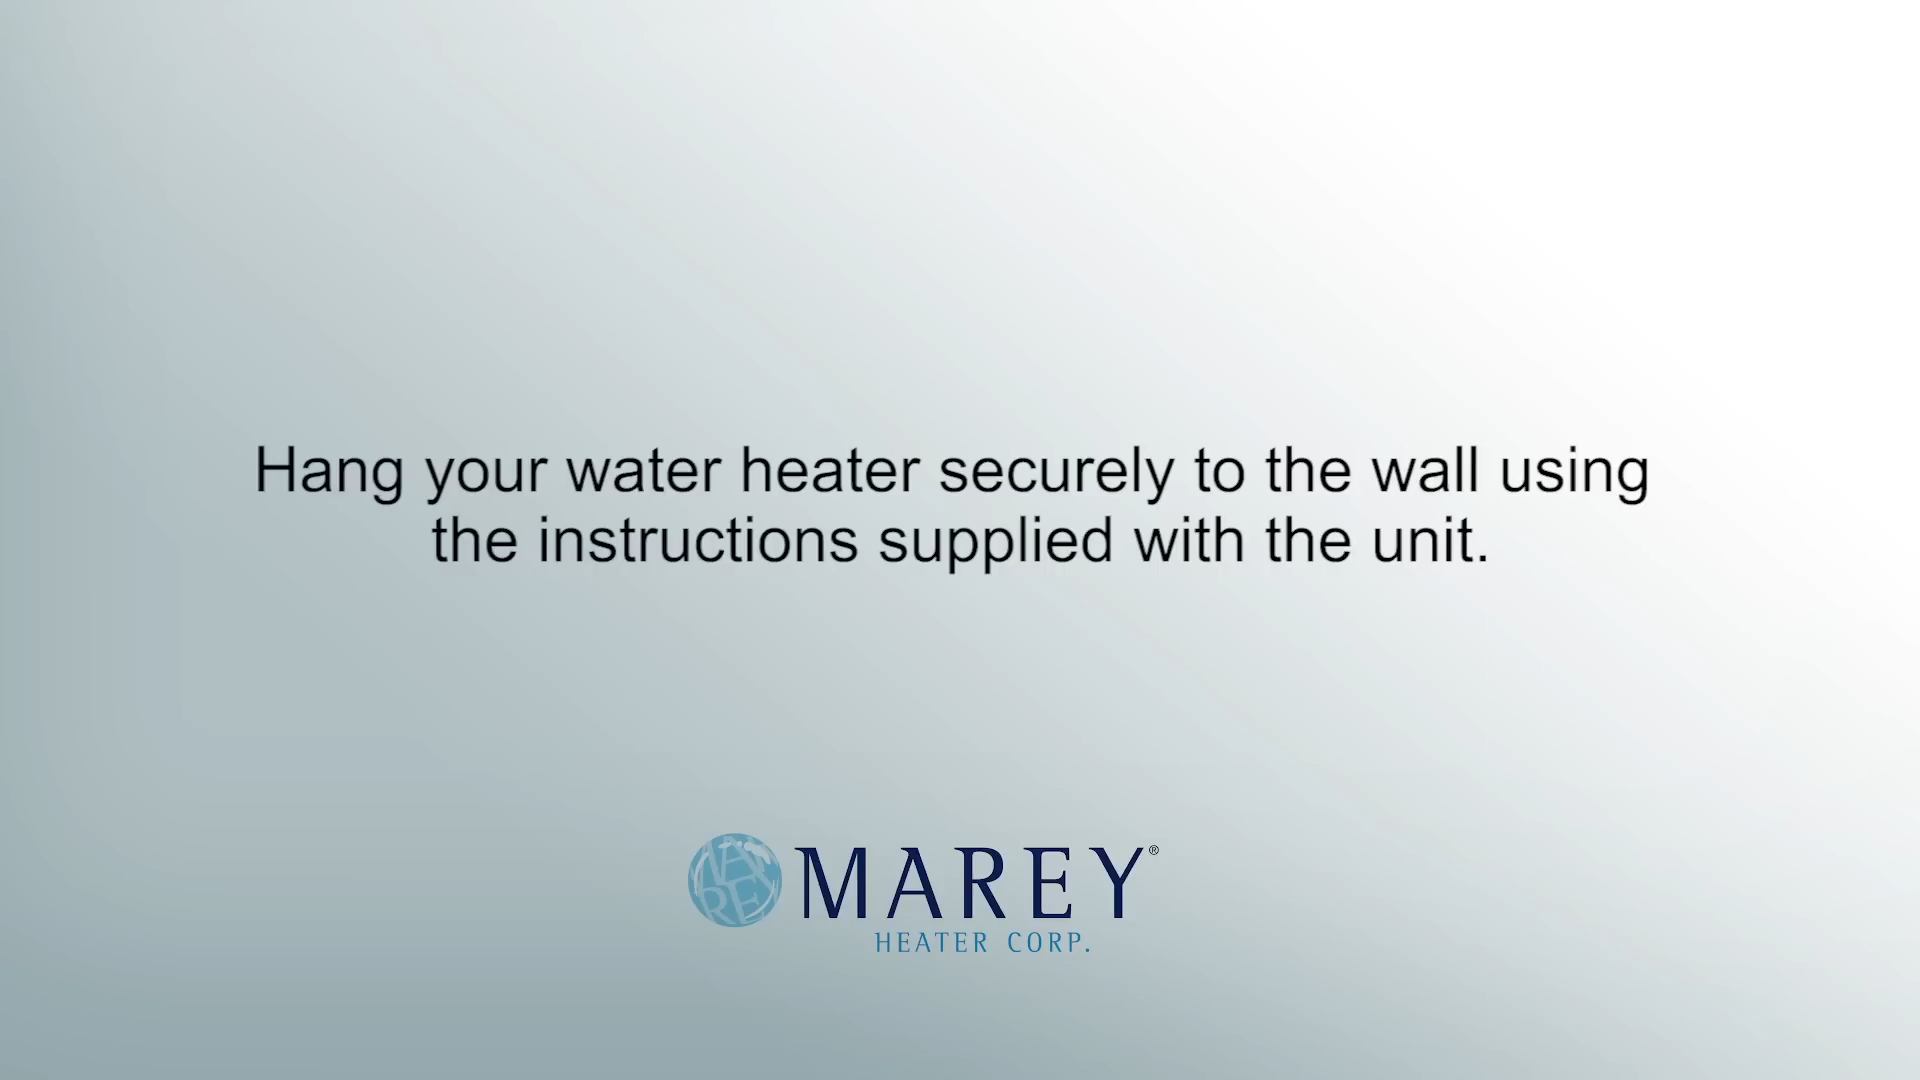 Hang your water heater securely to the wall using
the instructions supplied with the unit.
MAREY®
HEATER CORP.